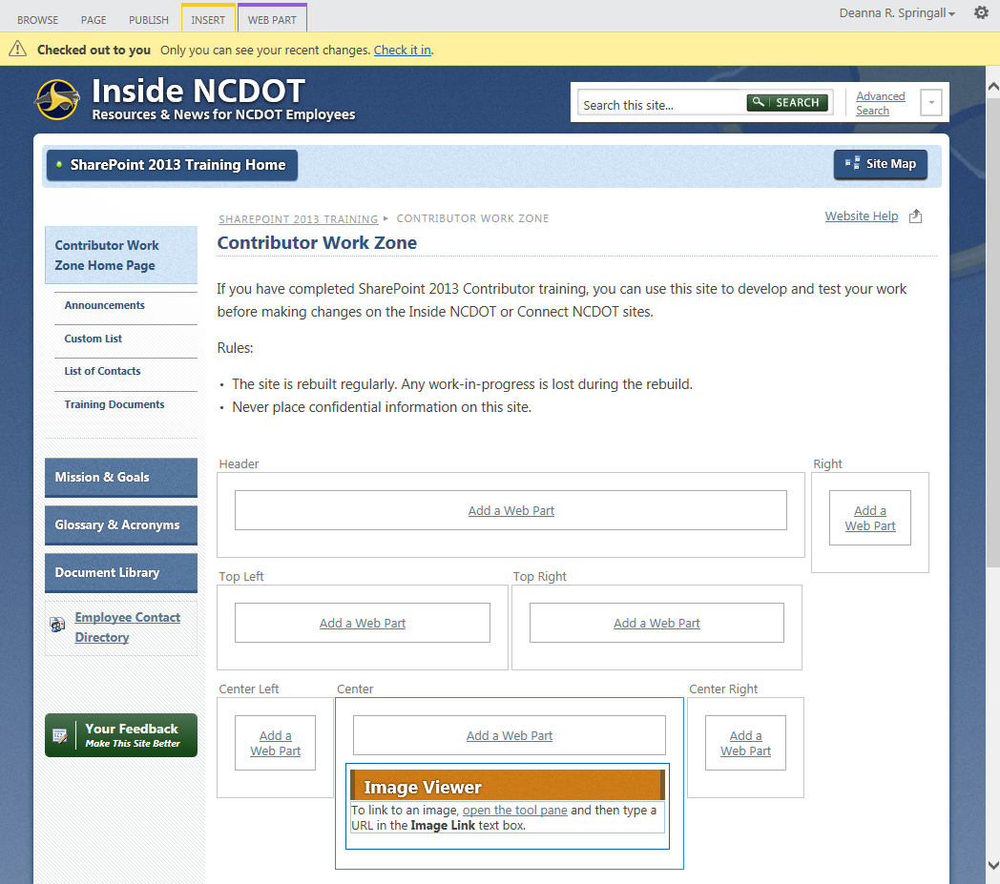 BROWSE PAGE PUBLISH INSERT WEB PART Deanna R. Springall
Checked out to you Only you can see your recent changes. Check it in.
Inside NCDOT
Resources & News for NCDOT Employees
Search this site...
SEARCH
Advanced
Search
SharePoint 2013 Training Home
Site Map
SHAREPOINT 2013 TRAINING CONTRIBUTOR WORK ZONE
Website Help
Contributor Work Zone
Contributor Work
Zone Home Page
Announcements
Custom List
List of Contacts
Training Documents
Mission & Goals
Glossary & Acronyms
Document Library
Employee Contact
Directory
Your Feedback
Make This Site Better
If you have completed SharePoint 2013 Contributor training, you can use this site to develop and test your work
before making changes on the Inside NCDOT or Connect NCDOT sites.
Rules:
• The site is rebuilt regularly. Any work-in-progress is lost during the rebuild.
• Never place confidential information on this site.
Header
Add a Web Part
Right
Add a
Web Part
Top Left
Add a Web Part
Top Right
Add a Web Part
Center Left
Add a
Web Part
Center
Add a Web Part
Image Viewer
To link to an image, open the tool pane and then type a
URL in the Image Link text box.
Center Right
Add a
Web Part